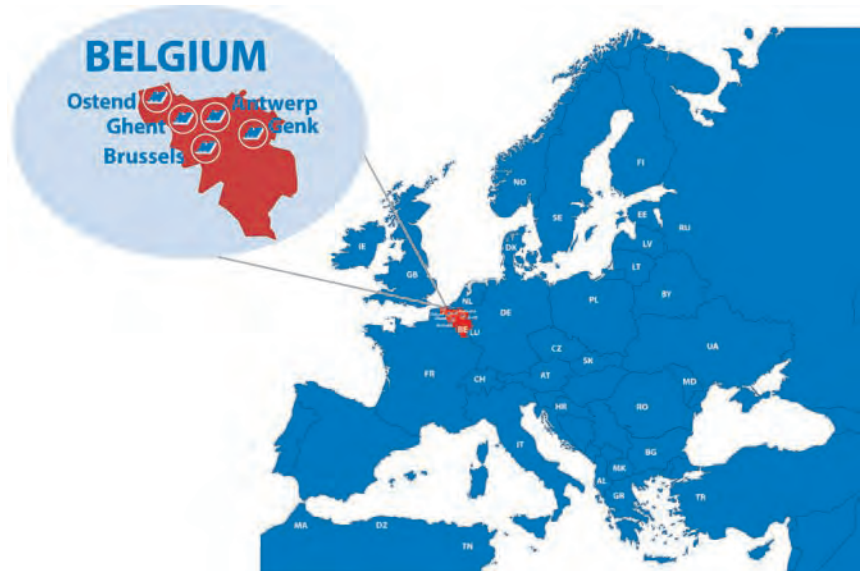 BELGIUM
Ostend
Antwerp
Ghent
Genk
Brussels
NO
FI
SE
EE
RU
LV
DK
LT
IE
GB
NL
BY
PL
DE
BE
LU
CZ
UA
SK
FR
CH
AT
MD
HR
RO
IT
BG
MK
AL
GR
TR
MA
DZ
TN